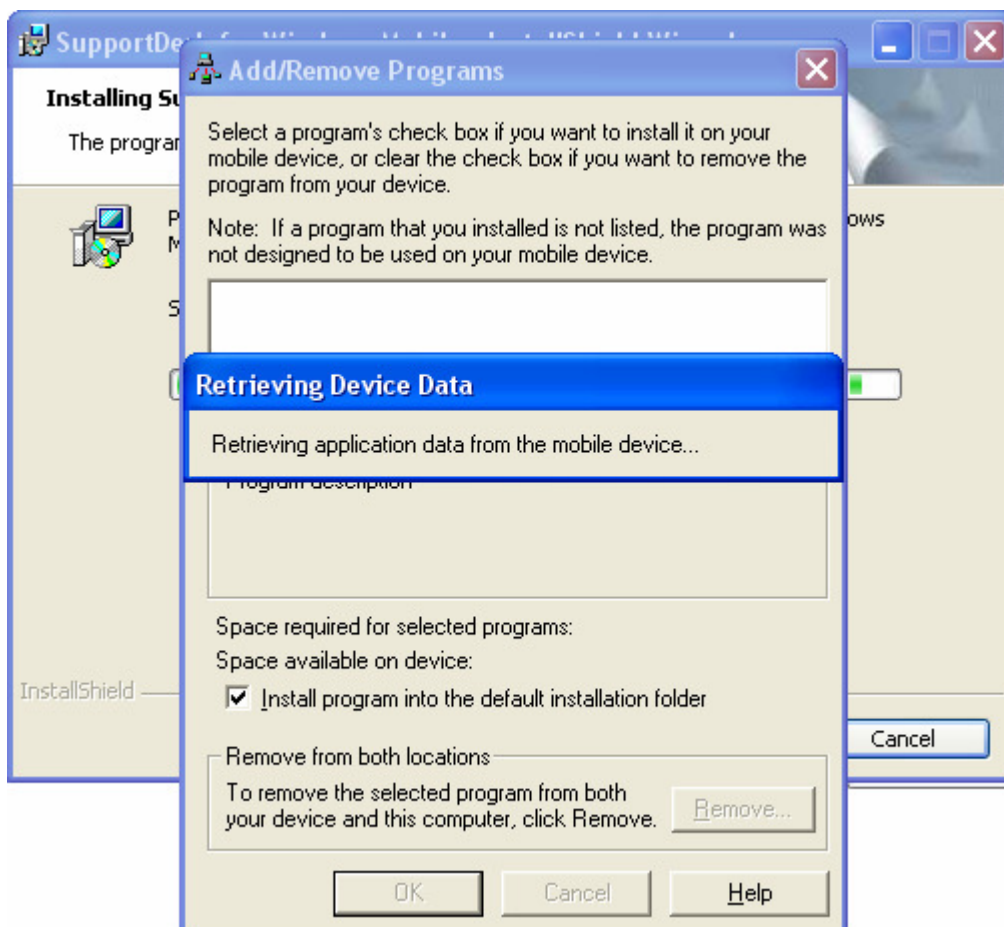 SupportDe
Add/Remove Programs
Installing Su
The progra
Select a program's check box if you want to install it on your
mobile device, or clear the check box if you want to remove the
program from your device.
Note: If a program that you installed is not listed, the program was
not designed to be used on your mobile device.
P
M
ows
S
Retrieving Device Data
Retrieving application data from the mobile device...
Program description
Space required for selected programs:
Space available on device:
Install program into the default installation folder
InstallShield
Cancel
Remove from both locations
To remove the selected program from both
your device and this computer, click Remove.
Remove...
OK
Cancel
Help